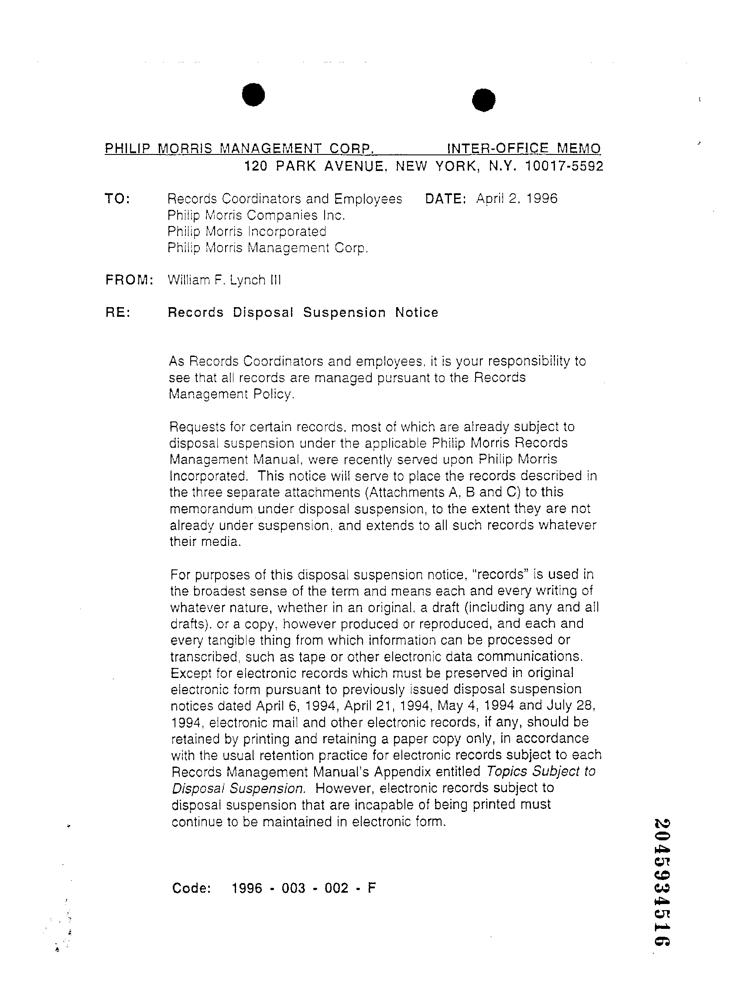 PHILIP MORRIS MANAGEMENT CORP. INTER-OFFICE MEMO
120 PARK AVENUE, NEW YORK, N.Y. 10017-5592
TO: Records Coordinators and Employees DATE: April 2, 1996
Philip Morris Companies Inc.
Philip Morris Incorporated
Philip Morris Management Corp.
FROM: William F. Lynch III
RE: Records Disposal Suspension Notice
As Records Coordinators and employees, it is your responsibility to
see that all records are managed pursuant to the Records
Management Policy.
Requests for certain records, most of which are already subject to
disposal suspension under the applicable Philip Morris Records
Management Manual, were recently served upon Philip Morris
Incorporated. This notice will serve to place the records described in
the three separate attachments (Attachments A, B and C) to this
memorandum under disposal suspension, to the extent they are not
already under suspension, and extends to all such records whatever
their media.
For purposes of this disposal suspension notice, "records" is used in
the broadest sense of the term and means each and every writing of
whatever nature, whether in an original, a draft (including any and all
drafts), or a copy, however produced or reproduced, and each and
every tangible thing from which information can be processed or
transcribed, such as tape or other electronic data communications.
Except for electronic records which must be preserved in original
electronic form pursuant to previously issued disposal suspension
notices dated April 6, 1994, April 21, 1994, May 4, 1994 and July 28,
1994, electronic mail and other electronic records, if any, should be
retained by printing and retaining a paper copy only, in accordance
with the usual retention practice for electronic records subject to each
Records Management Manual's Appendix entitled Topics Subject to
Disposal Suspension. However, electronic records subject to
disposal suspension that are incapable of being printed must
continue to be maintained in electronic form.
Code: 1996 - 003 - 002 - F
2045934516